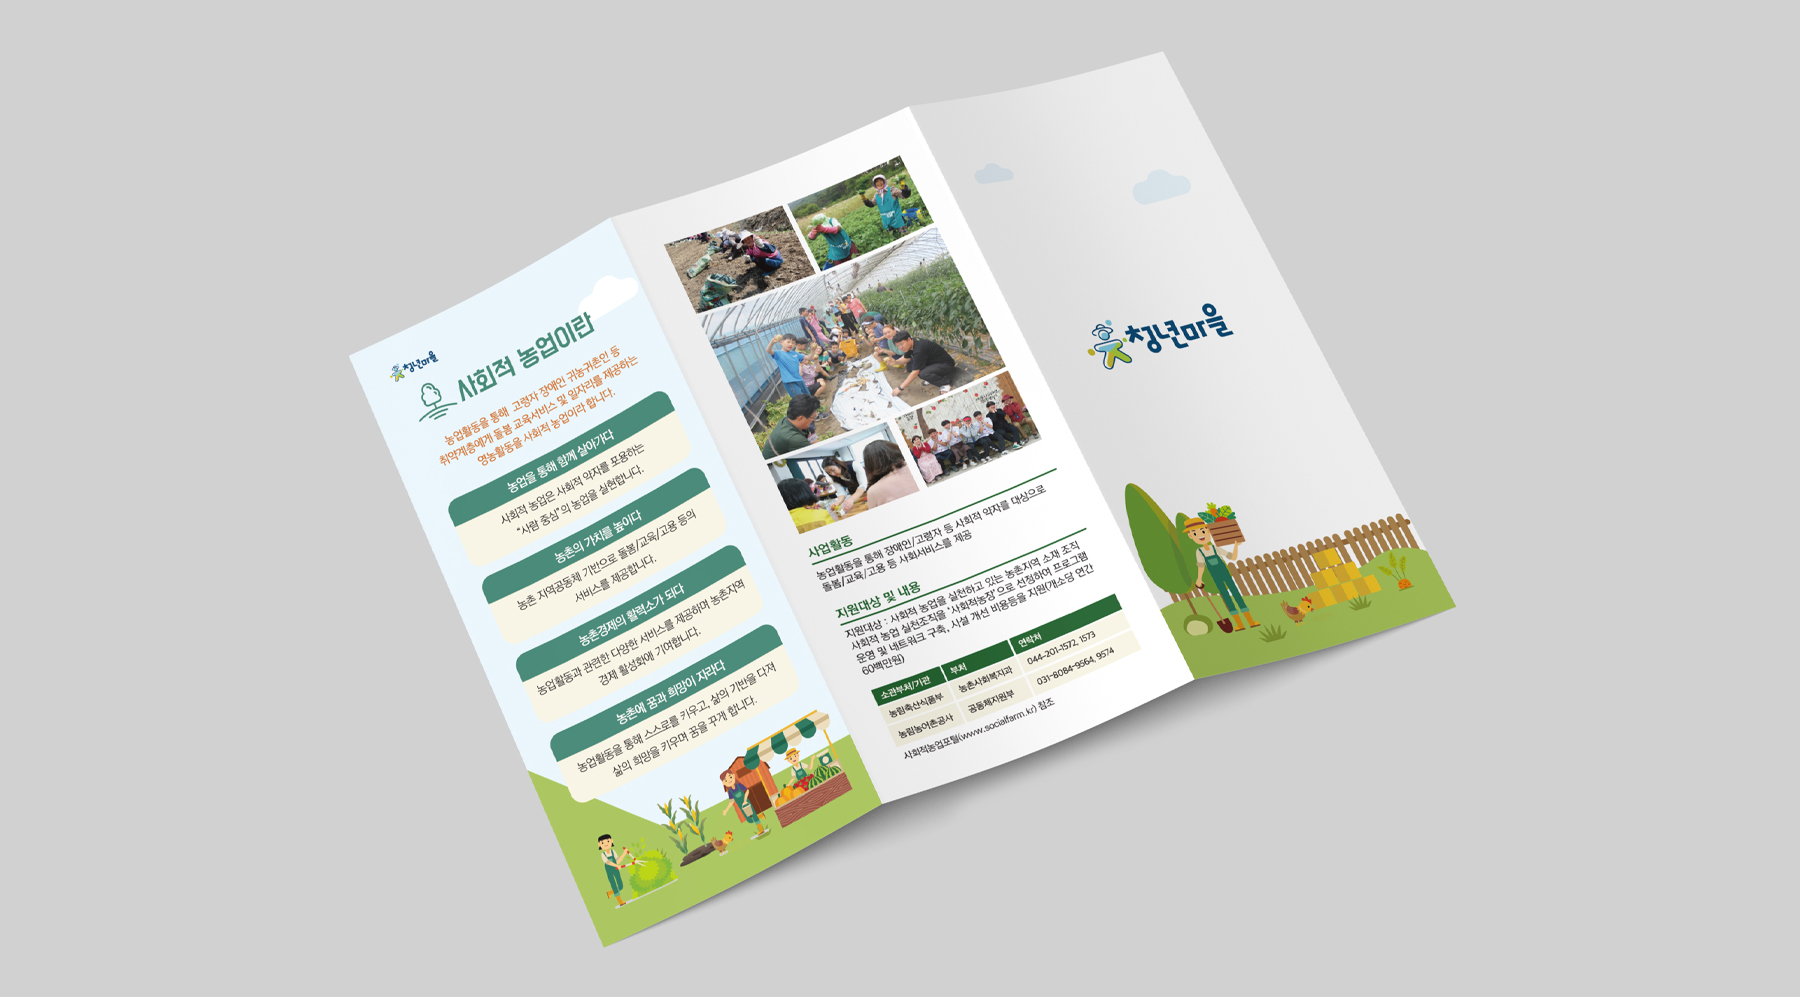 청년마을
사회적 농업이란
농업활동을 통해 고령자 장애인 귀농귀촌인 등
취약계층에게 돌봄 교육서비스 및 일자리를 제공하는
영농활동을 사회적 농업이라 합니다.
농업을 통해 함께 살아가다
사회적 농업은 사회적 약자를 포용하는
“사람 중심”의 농업을 실현합니다.
농촌의 가치를 높이다
농촌 지역공동체 기반으로 돌봄/교육/고용 등의
서비스를 제공합니다.
농촌경제의 활력소가 되다
농업활동과 관련한 다양한 서비스를 제공하며 농촌지역
경제 활성화에 기여합니다.
농촌에 꿈과 희망이 자라다
농업활동을 통해 스스로를 키우고, 삶의 기반을 다져
삶의 희망을 키우며 꿈을 꾸게 합니다.
사업활동
농업활동을 통해 장애인/고령자 등 사회적 약자를 대상으로
돌봄/교육/고용 등 사회서비스를 제공
지원대상 및 내용
지원대상 : 사회적 농업을 실천하고 있는 농촌지역 소재 조직
사회적 농업 실천조직을 ‘사회적농장’으로 선정하여 프로그램
운영 및 네트워크 구축, 시설 개선 비용등을 지원(개소당 연간
60백만원)
소관부처/기관 부처 연락처
농림축산식품부 농촌사회복지과 044-201-1572, 1573
농림농어촌공사 공동체지원부 031-8084-9564, 9574
사회적농업포털(www.socialfarm.kr) 참조
청년마을